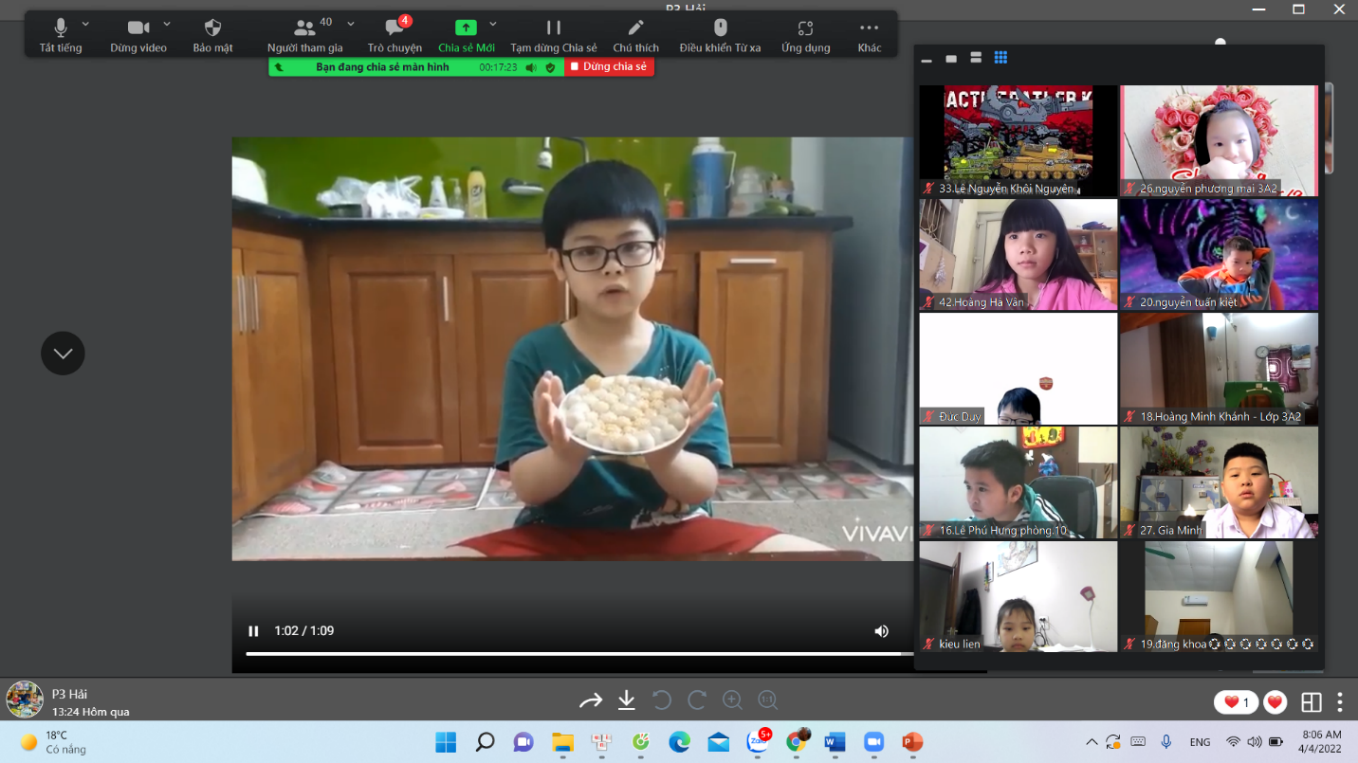 P3 Hải
40
4
Tắt tiếng
Dừng video
Bảo mật
Người tham gia
Trò chuyện
Chia sẻ Mới
Tạm dừng Chia sẻ
Chú thích
Điều khiển Từ xa
Ứng dụng
Khác
Bạn đang chia sẻ màn hình
00:17:23
Dừng chia sẻ
33.Lê Nguyễn Khôi Nguyên
26.nguyễn phương mai 3A2
42.Hoàng Hà Vân
20.nguyễn tuấn kiệt
Đức Duy
18.Hoàng Minh Khánh - Lớp 3A2
16.Lê Phú Hưng phòng 10
27. Gia Minh
kieu lien
19.đăng khoa
VIVAVI
1:02 / 1:09
P3 Hải
13:24 Hôm qua
1:1
1
18°C
Có nắng
Zalo
5+
ENG
8:06 AM
4/4/2022